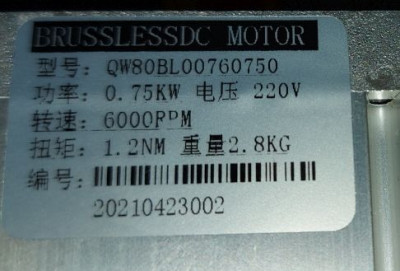 BRUSSLESSDC MOTOR
型号: QW80BL00760750
功率: 0.75KW 电压 220V
转速: 6000RPM
扭矩: 1.2NM 重量2.8KG
编号:
20210423002